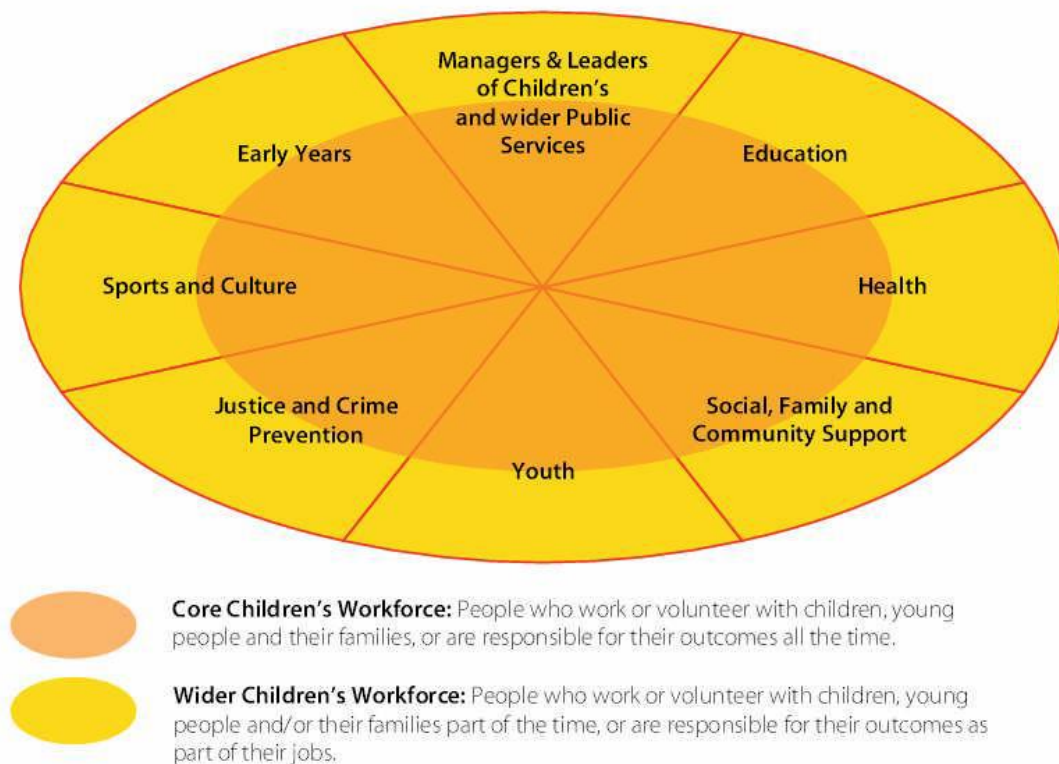 Managers & Leaders
of Children's
and wider Public
Services
Early Years
Education
Sports and Culture
Health
Justice and Crime
Prevention
Social, Family and
Community Support
Youth
Core Children's Workforce: People who work or volunteer with children, young
people and their families, or are responsible for their outcomes all the time.
Wider Children's Workforce: People who work or volunteer with children, young
people and/or their families part of the time, or are responsible for their outcomes as
part of their jobs.